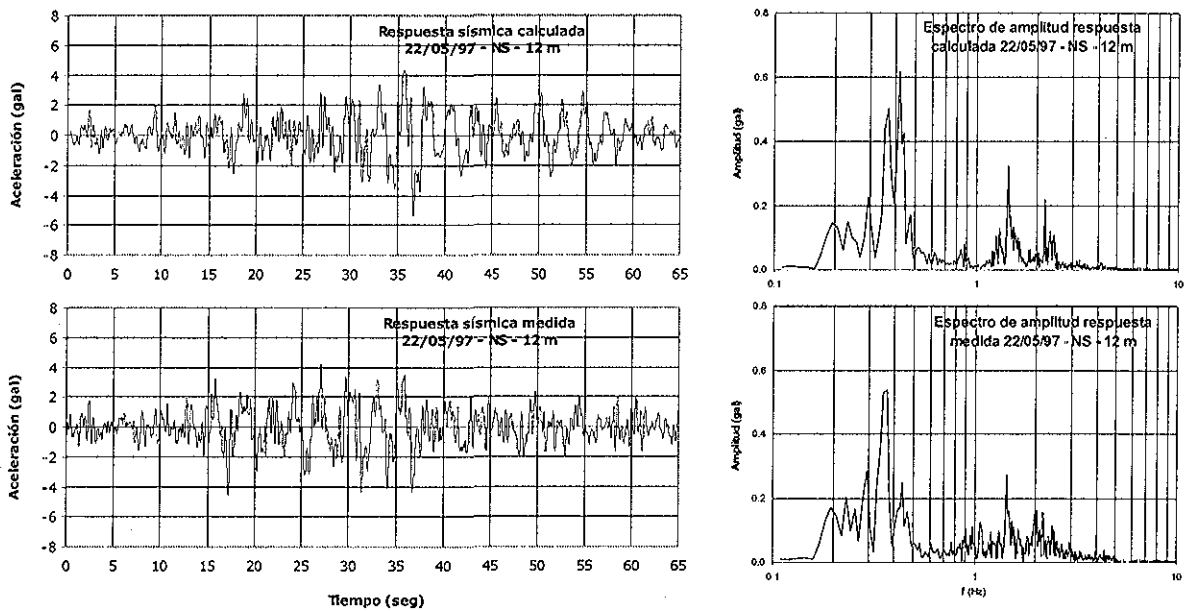 Respuesta sísmica calculada
22/05/97 - NS - 12 m
Aceleración (gal)
8
6
4
2
0
-2
-4
-6
-8
0 5 10 15 20 25 30 35 40 45 50 55 60 65
Espectro de amplitud respuesta
calculada 22/05/97 - NS - 12 m
Amplitud (gal)
0.8
0.6
0.4
0.2
0.0
0 1 1 10
Respuesta sísmica medida
22/05/97 - NS - 12 m
Aceleración (gal)
8
6
4
2
0
-2
-4
-6
-8
0 5 10 15 20 25 30 35 40 45 50 55 60 65
Tiempo (seg)
Espectro de amplitud respuesta
medida 22/05/97 - NS - 12 m
Amplitud (gal)
0.8
0.6
0.4
0.2
0.0
0 1 1 10
f (Hz)